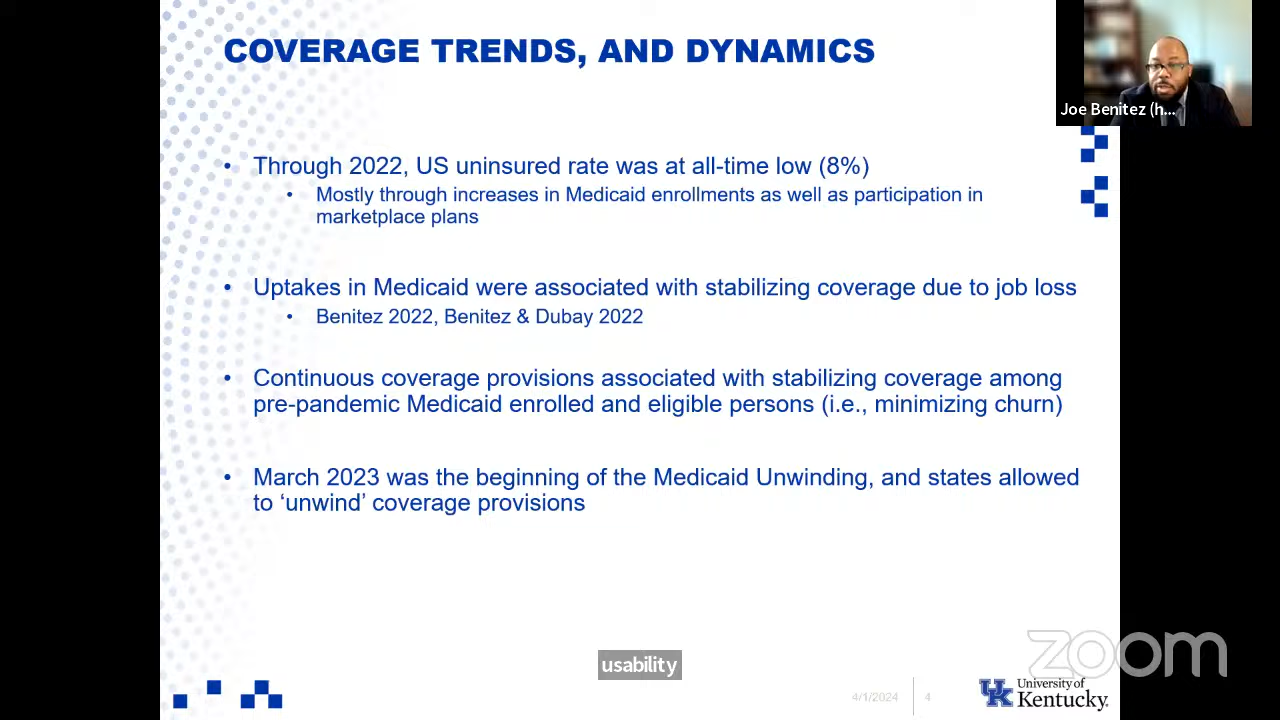 COVERAGE TRENDS, AND DYNAMICS
Joe Benitez (h...
• Through 2022, US uninsured rate was at all-time low (8%)
• Mostly through increases in Medicaid enrollments as well as participation in
marketplace plans
• Uptakes in Medicaid were associated with stabilizing coverage due to job loss
• Benitez 2022, Benitez & Dubay 2022
• Continuous coverage provisions associated with stabilizing coverage among
pre-pandemic Medicaid enrolled and eligible persons (i.e., minimizing churn)
• March 2023 was the beginning of the Medicaid Unwinding, and states allowed
to ‘unwind’ coverage provisions
usability
zoom
4/1/2024
4
UK
University of
Kentucky.